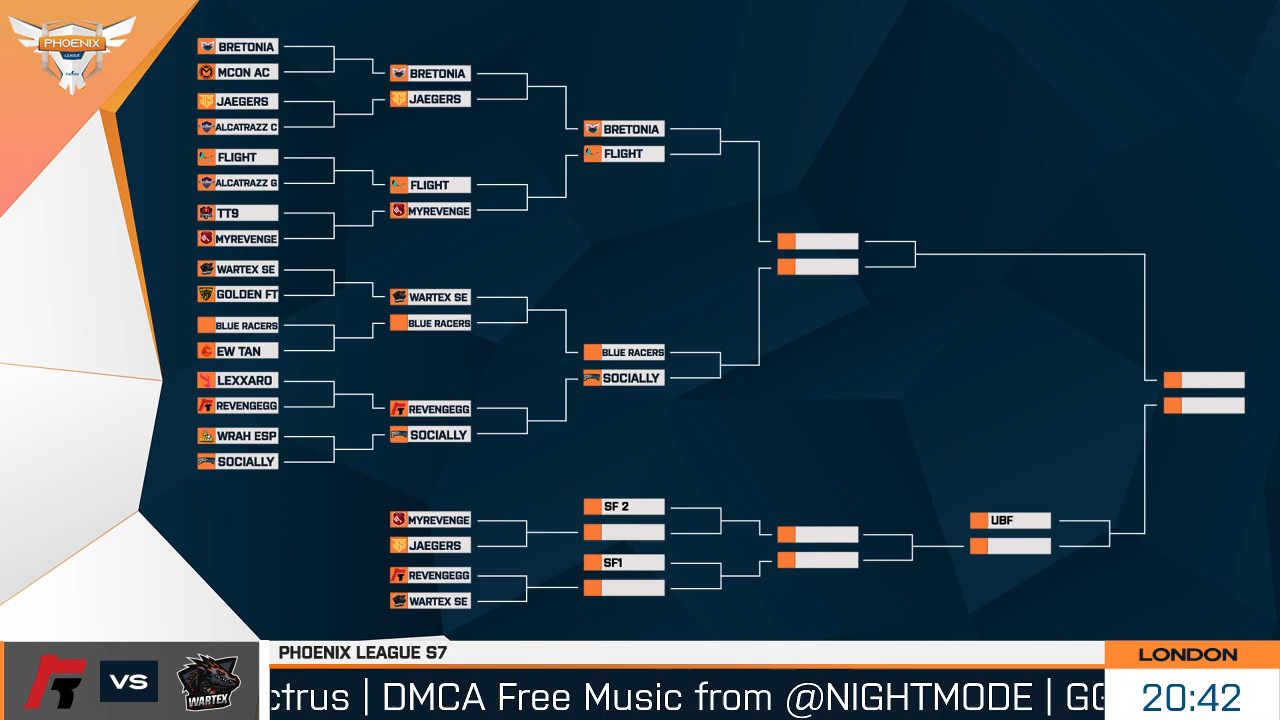 PHOENIX
LEAGUE
BRETONIA
MCON AC
JAEGERS
ALCATRAZZ C
FLIGHT
ALCATRAZZ G
TT9
MYREVENGE
WARTEX SE
GOLDEN FT
BLUE RACERS
EW TAN
LEXXARO
REVENGEGG
WRAH ESP
SOCIALLY
BRETONIA
JAEGERS
FLIGHT
MYREVENGE
WARTEX SE
BLUE RACERS
REVENGEGG
SOCIALLY
BRETONIA
FLIGHT
BLUE RACERS
SOCIALLY
MYREVENGE
JAEGERS
REVENGEGG
WARTEX SE
SF 2
SF1
UBF
VS
WARTEX
PHOENIX LEAGUE S7
ctrus | DMCA Free Music from @NIGHTMODE | GG
LONDON
20:42